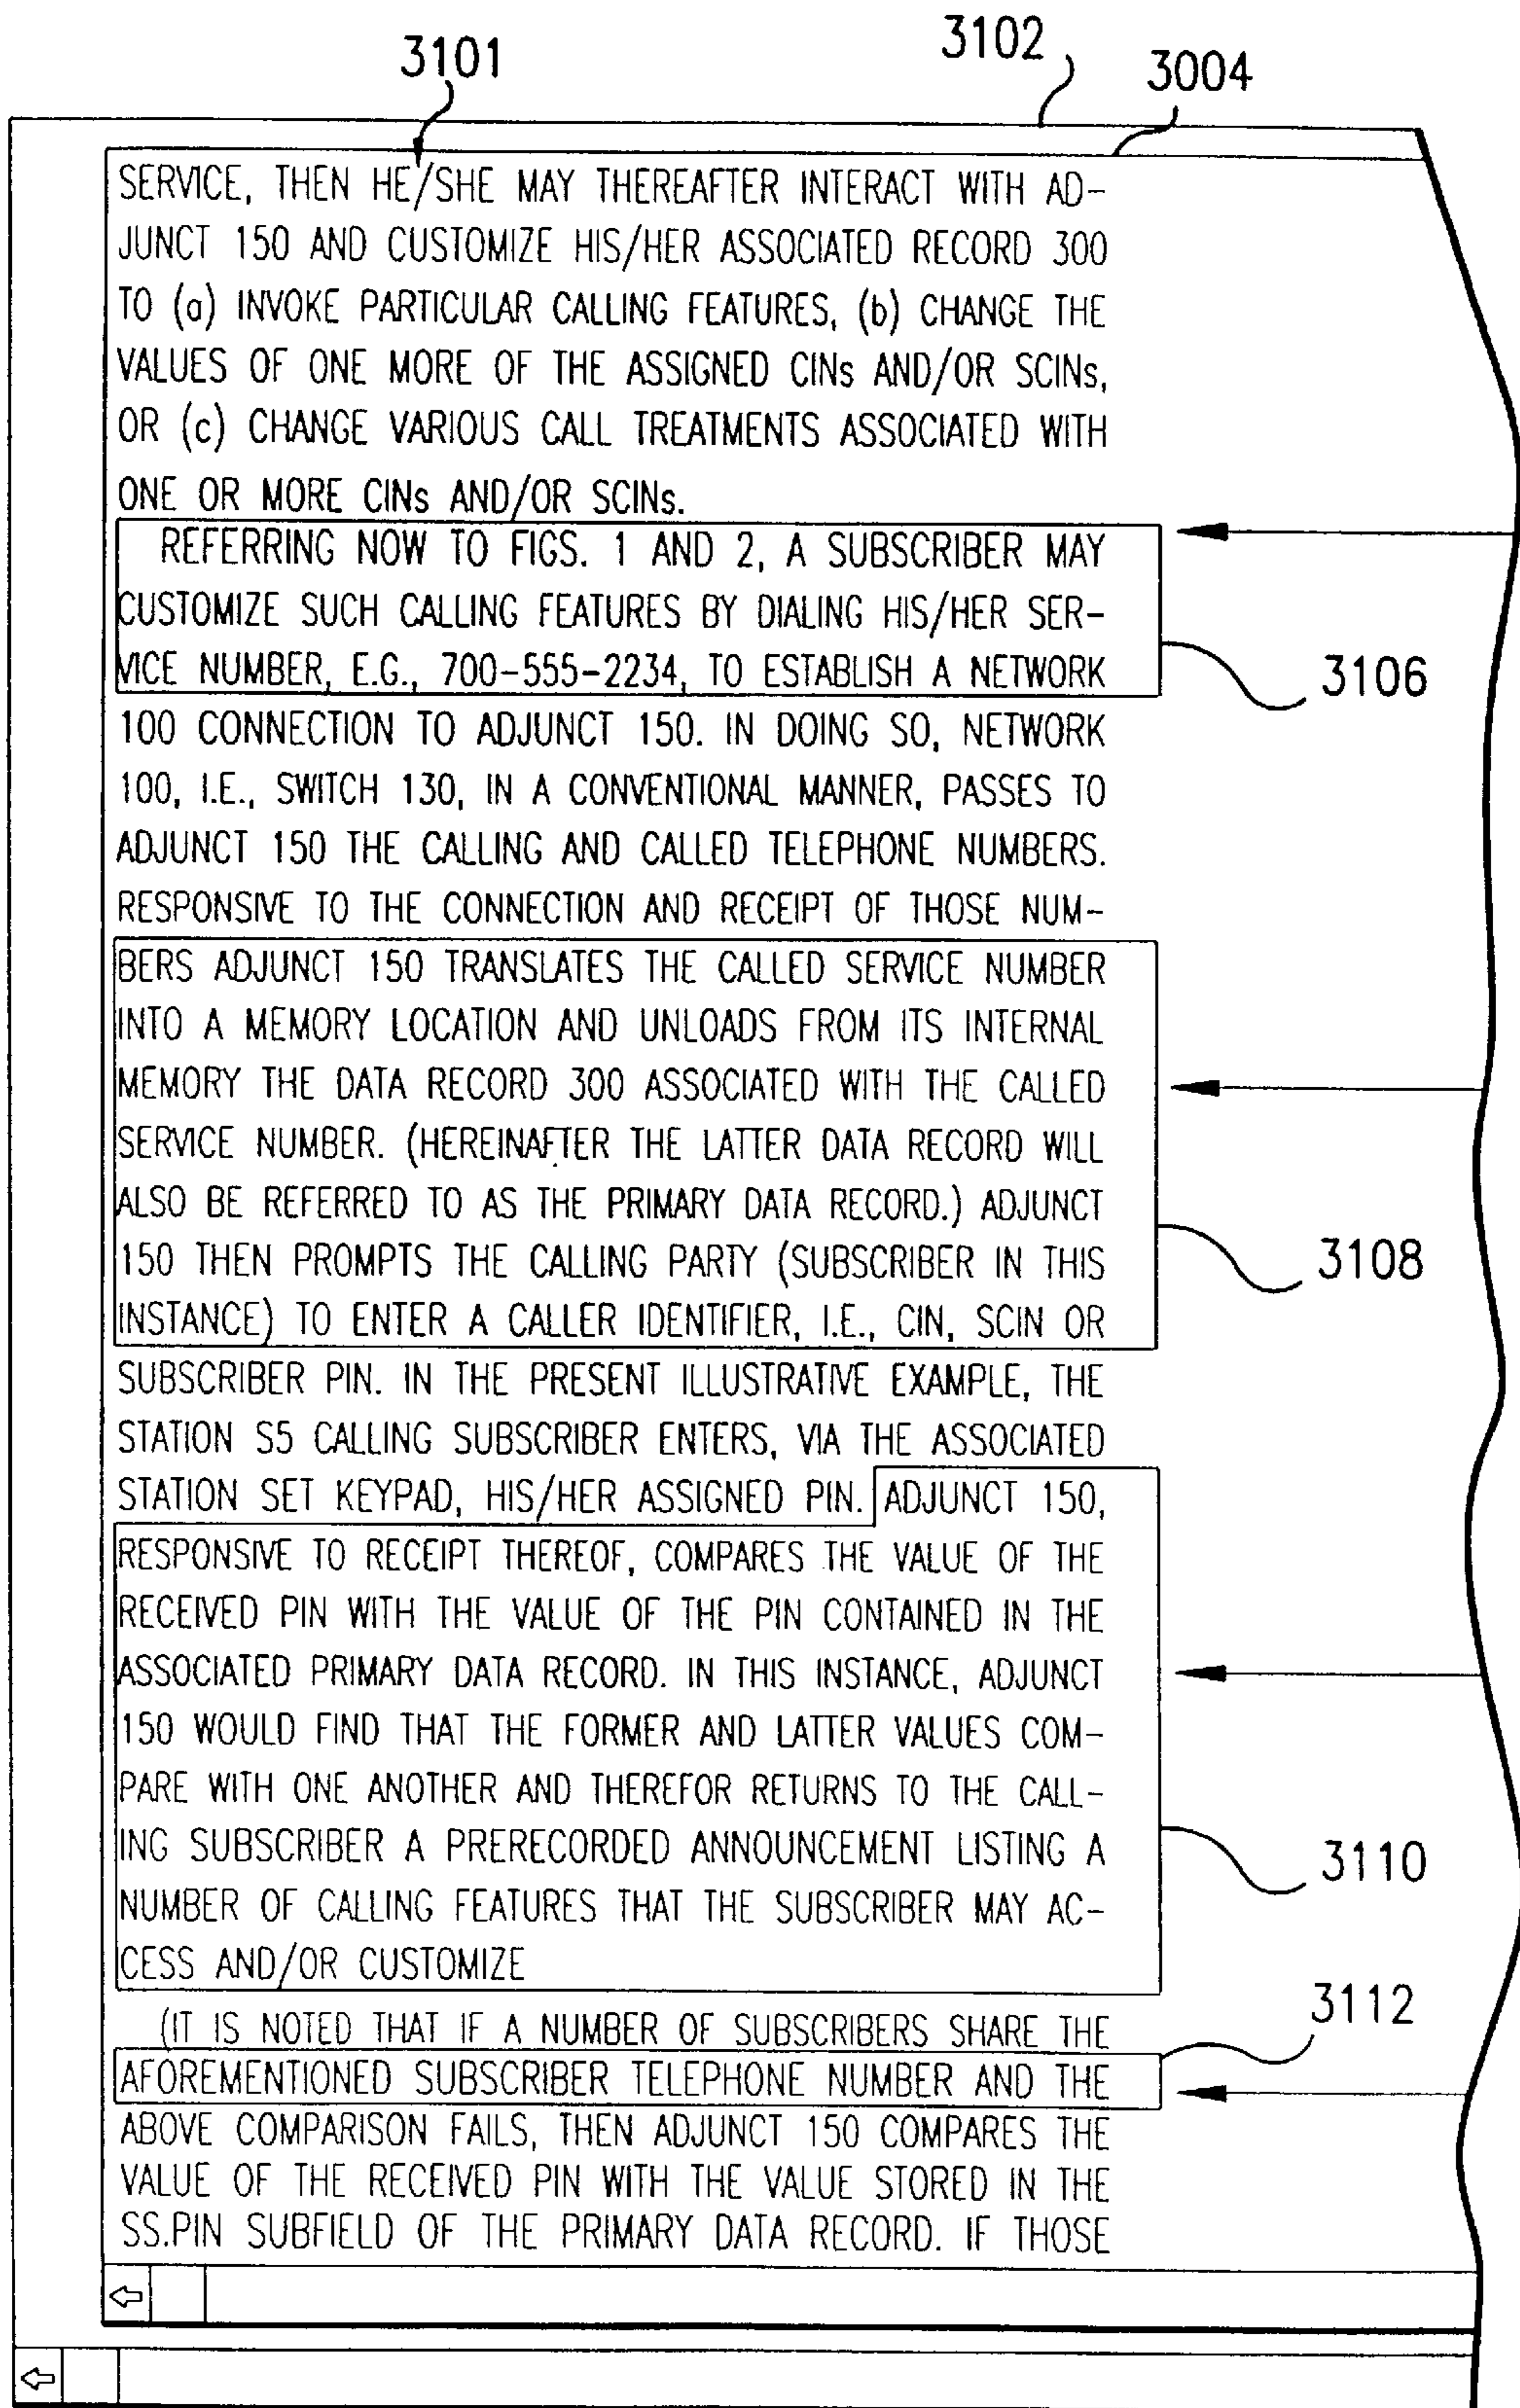 3101
3102
3004
SERVICE, THEN HE/SHE MAY THEREAFTER INTERACT WITH AD-
JUNCT 150 AND CUSTOMIZE HIS/HER ASSOCIATED RECORD 300
TO (a) INVOKE PARTICULAR CALLING FEATURES, (b) CHANGE THE
VALUES OF ONE MORE OF THE ASSIGNED CINs AND/OR SCINs,
OR (c) CHANGE VARIOUS CALL TREATMENTS ASSOCIATED WITH
ONE OR MORE CINs AND/OR SCINs.
REFERRING NOW TO FIGS. 1 AND 2, A SUBSCRIBER MAY
CUSTOMIZE SUCH CALLING FEATURES BY DIALING HIS/HER SER-
VICE NUMBER, E.G., 700-555-2234, TO ESTABLISH A NETWORK
3106
100 CONNECTION TO ADJUNCT 150. IN DOING SO, NETWORK
100, I.E., SWITCH 130, IN A CONVENTIONAL MANNER, PASSES TO
ADJUNCT 150 THE CALLING AND CALLED TELEPHONE NUMBERS.
RESPONSIVE TO THE CONNECTION AND RECEIPT OF THOSE NUM-
BERS ADJUNCT 150 TRANSLATES THE CALLED SERVICE NUMBER
INTO A MEMORY LOCATION AND UNLOADS FROM ITS INTERNAL
MEMORY THE DATA RECORD 300 ASSOCIATED WITH THE CALLED
SERVICE NUMBER. (HEREINAFTER THE LATTER DATA RECORD WILL
ALSO BE REFERRED TO AS THE PRIMARY DATA RECORD.) ADJUNCT
150 THEN PROMPTS THE CALLING PARTY (SUBSCRIBER IN THIS
3108
INSTANCE) TO ENTER A CALLER IDENTIFIER, I.E., CIN, SCIN OR
SUBSCRIBER PIN. IN THE PRESENT ILLUSTRATIVE EXAMPLE, THE
STATION S5 CALLING SUBSCRIBER ENTERS, VIA THE ASSOCIATED
STATION SET KEYPAD, HIS/HER ASSIGNED PIN. ADJUNCT 150,
RESPONSIVE TO RECEIPT THEREOF, COMPARES THE VALUE OF THE
RECEIVED PIN WITH THE VALUE OF THE PIN CONTAINED IN THE
ASSOCIATED PRIMARY DATA RECORD. IN THIS INSTANCE, ADJUNCT
150 WOULD FIND THAT THE FORMER AND LATTER VALUES COM-
PARE WITH ONE ANOTHER AND THEREFOR RETURNS TO THE CALL-
ING SUBSCRIBER A PRERECORDED ANNOUNCEMENT LISTING A
3110
NUMBER OF CALLING FEATURES THAT THE SUBSCRIBER MAY AC-
CESS AND/OR CUSTOMIZE
3112
(IT IS NOTED THAT IF A NUMBER OF SUBSCRIBERS SHARE THE
AFOREMENTIONED SUBSCRIBER TELEPHONE NUMBER AND THE
ABOVE COMPARISON FAILS, THEN ADJUNCT 150 COMPARES THE
VALUE OF THE RECEIVED PIN WITH THE VALUE STORED IN THE
SS.PIN SUBFIELD OF THE PRIMARY DATA RECORD. IF THOSE